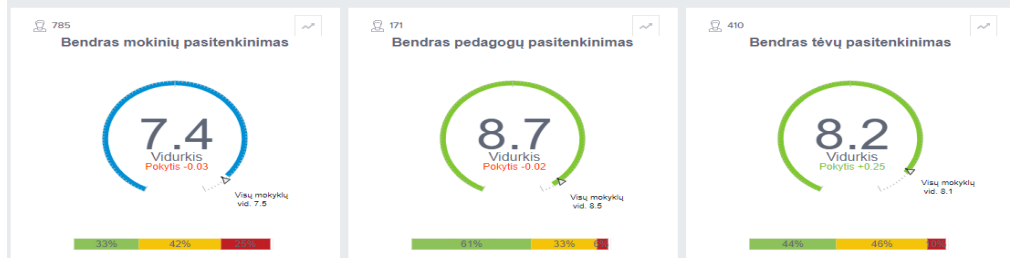 785
Bendras mokinių pasitenkinimas
7.4
Vidurkis
Pokytis -0.03
Visų mokyklų
vid. 7.5
33% 42% 25%
171
Bendras pedagogų pasitenkinimas
8.7
Vidurkis
Pokytis -0.02
Visų mokyklų
vid. 8.5
61% 33% 6%
410
Bendras tėvų pasitenkinimas
8.2
Vidurkis
Pokytis +0.25
Visų mokyklų
vid. 8.1
44% 46% 10%